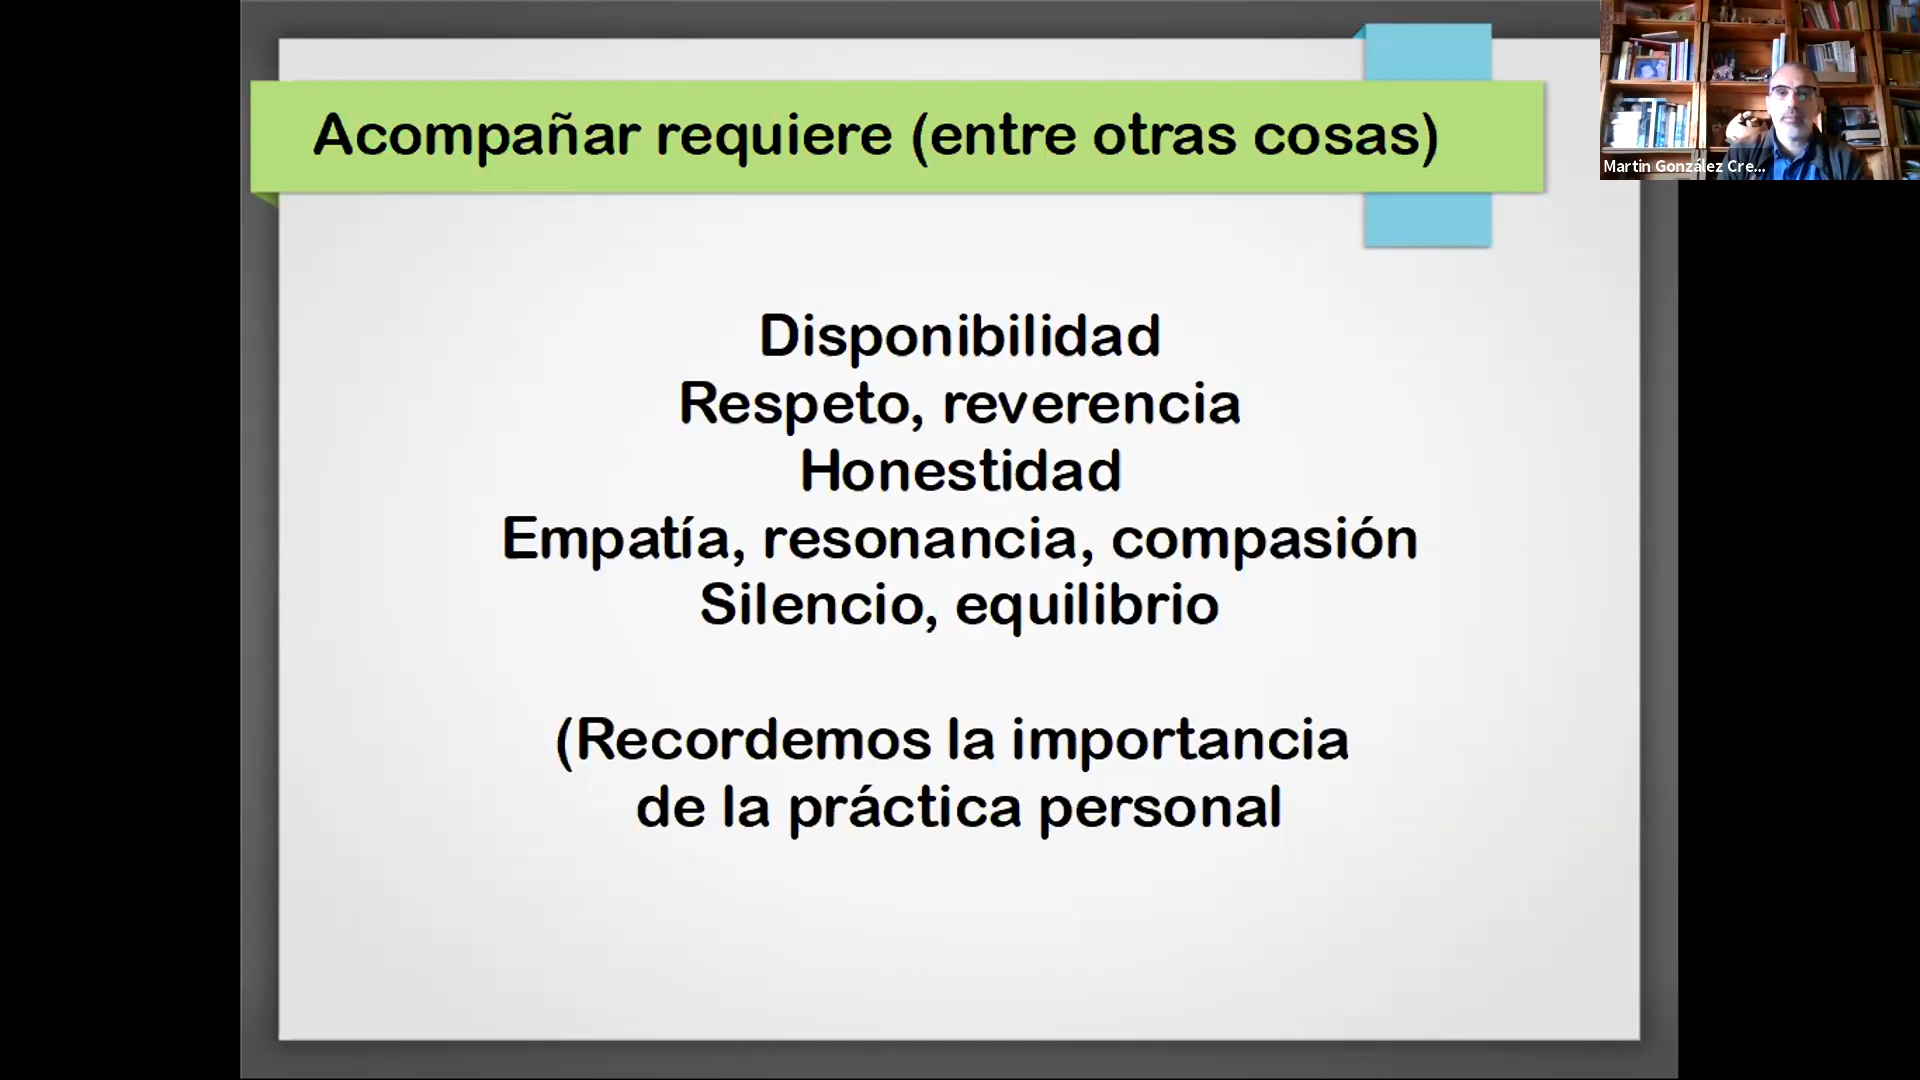 Acompañar requiere (entre otras cosas)
Disponibilidad
Respeto, reverencia
Honestidad
Empatía, resonancia, compasión
Silencio, equilibrio
(Recordemos la importancia
de la práctica personal
Martin González Cre...